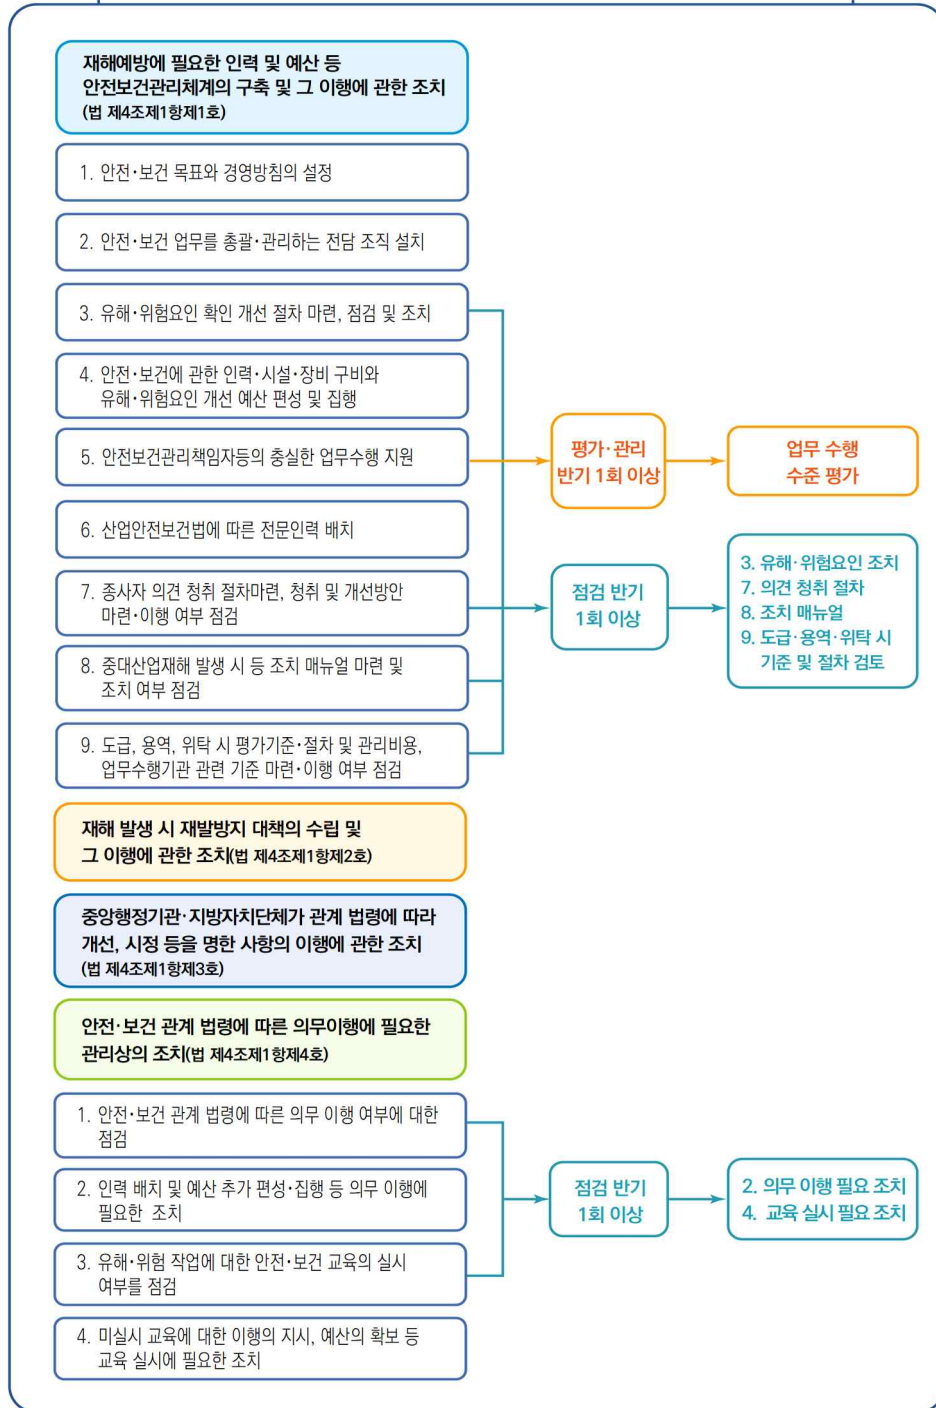 재해예방에 필요한 인력 및 예산 등
안전보건관리체계의 구축 및 그 이행에 관한 조치
(법 제4조제1항제1호)
1. 안전·보건 목표와 경영방침의 설정
2. 안전·보건 업무를 총괄·관리하는 전담 조직 설치
3. 유해·위험요인 확인 개선 절차 마련, 점검 및 조치
4. 안전·보건에 관한 인력·시설·장비 구비와
유해·위험요인 개선 예산 편성 및 집행
5. 안전보건관리책임자등의 충실한 업무수행 지원
평가·관리
반기 1회 이상
업무 수행
수준 평가
6. 산업안전보건법에 따른 전문인력 배치
7. 종사자 의견 청취 절차마련, 청취 및 개선방안
마련·이행 여부 점검
점검 반기
1회 이상
3. 유해·위험요인 조치
7. 의견 청취 절차
8. 조치 매뉴얼
9. 도급·용역·위탁 시
기준 및 절차 검토
8. 중대산업재해 발생 시 등 조치 매뉴얼 마련 및
조치 여부 점검
9. 도급, 용역, 위탁 시 평가기준·절차 및 관리비용,
업무수행기관 관련 기준 마련·이행 여부 점검
재해 발생 시 재발방지 대책의 수립 및
그 이행에 관한 조치(법 제4조제1항제2호)
중앙행정기관·지방자치단체가 관계 법령에 따라
개선, 시정 등을 명한 사항의 이행에 관한 조치
(법 제4조제1항제3호)
안전·보건 관계 법령에 따른 의무이행에 필요한
관리상의 조치(법 제4조제1항제4호)
1. 안전·보건 관계 법령에 따른 의무 이행 여부에 대한
점검
2. 인력 배치 및 예산 추가 편성·집행 등 의무 이행에
필요한 조치
점검 반기
1회 이상
2. 의무 이행 필요 조치
4. 교육 실시 필요 조치
3. 유해·위험 작업에 대한 안전·보건 교육의 실시
여부를 점검
4. 미실시 교육에 대한 이행의 지시, 예산의 확보 등
교육 실시에 필요한 조치